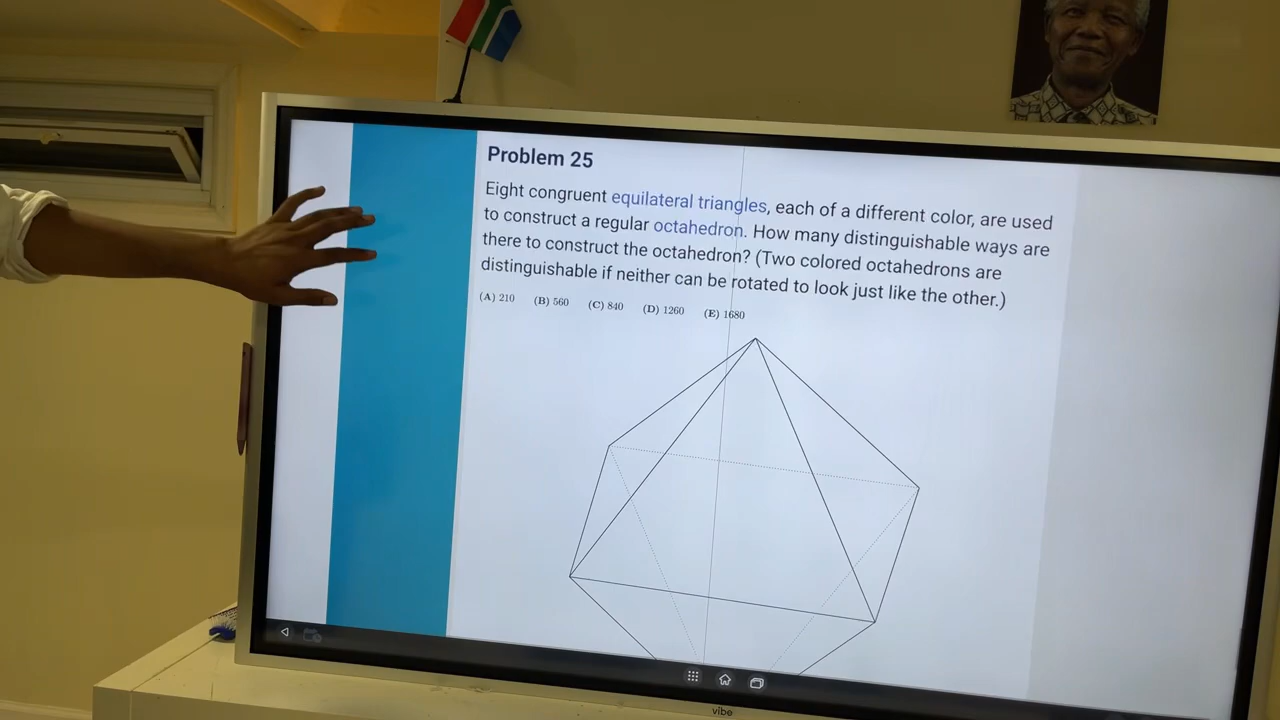 Problem 25
Eight congruent equilateral triangles, each of a different color, are used
to construct a regular octahedron. How many distinguishable ways are
there to construct the octahedron? (Two colored octahedrons are
distinguishable if neither can be rotated to look just like the other.)
(A) 210 (B) 560 (C) 840 (D) 1260 (E) 1680
vibe